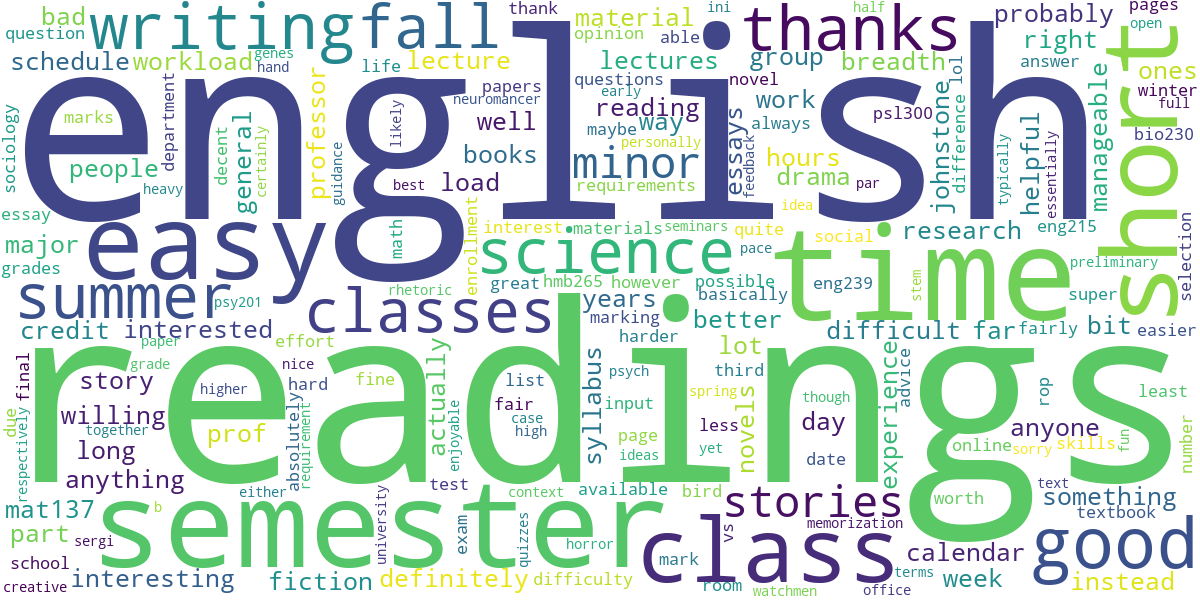 english
readings
easy
time
short
semester
class
good
thanks
writing
fall
summer
science
classes
minor
stories
thank
material
opinion
able
ini
half
probably
pages
open
bad
question
schedule
workload
genes
hand
life
lecture
lectures
group
breadth
right
answer
ones
winter
full
papers
neuromancer
questions
early
novel
lol
marks
department
professor
likely
well
reading
way
work
psl300
bio230
manageable
sociology
people
decent
general
certainly
guidance
books
maybe
personally
essays
feedback
always
hours
drama
johnstone
difference
helpful
typically
essentially
heavy
best
load
requirements
par
idea
essay
major
grades
math
enrollment
interest
materials
seminars
quite
pace
social
research
eng215
preliminary
selection
psy201
rhetoric
great
hmb265
however
possible
basically
eng239
stem
super
credit
interested
effort
years
marking
harder
better
difficult
far
fairly
bit
easier
final
paper
grade
nice
story
higher
hard
fine
actually
list
psych
lot
third
spring
experience
advice
rop
least
due
willing
together
absolutely
requirement
fair
case
high
input
syllabus
less
though
day
anyone
number
respectively
prof
long
anything
enjoyable
page
ideas
novels
yet
date
online
sorry
skills
fun
mat137
b
either
university
test
context
available
bird
worth
text
something
textbook
part
sergi
exam
quizzes
horror
vs
memorization
school
creative
interesting
fiction
definitely
difficulty
mark
room
watchmen
terms
office
calendar
week
instead